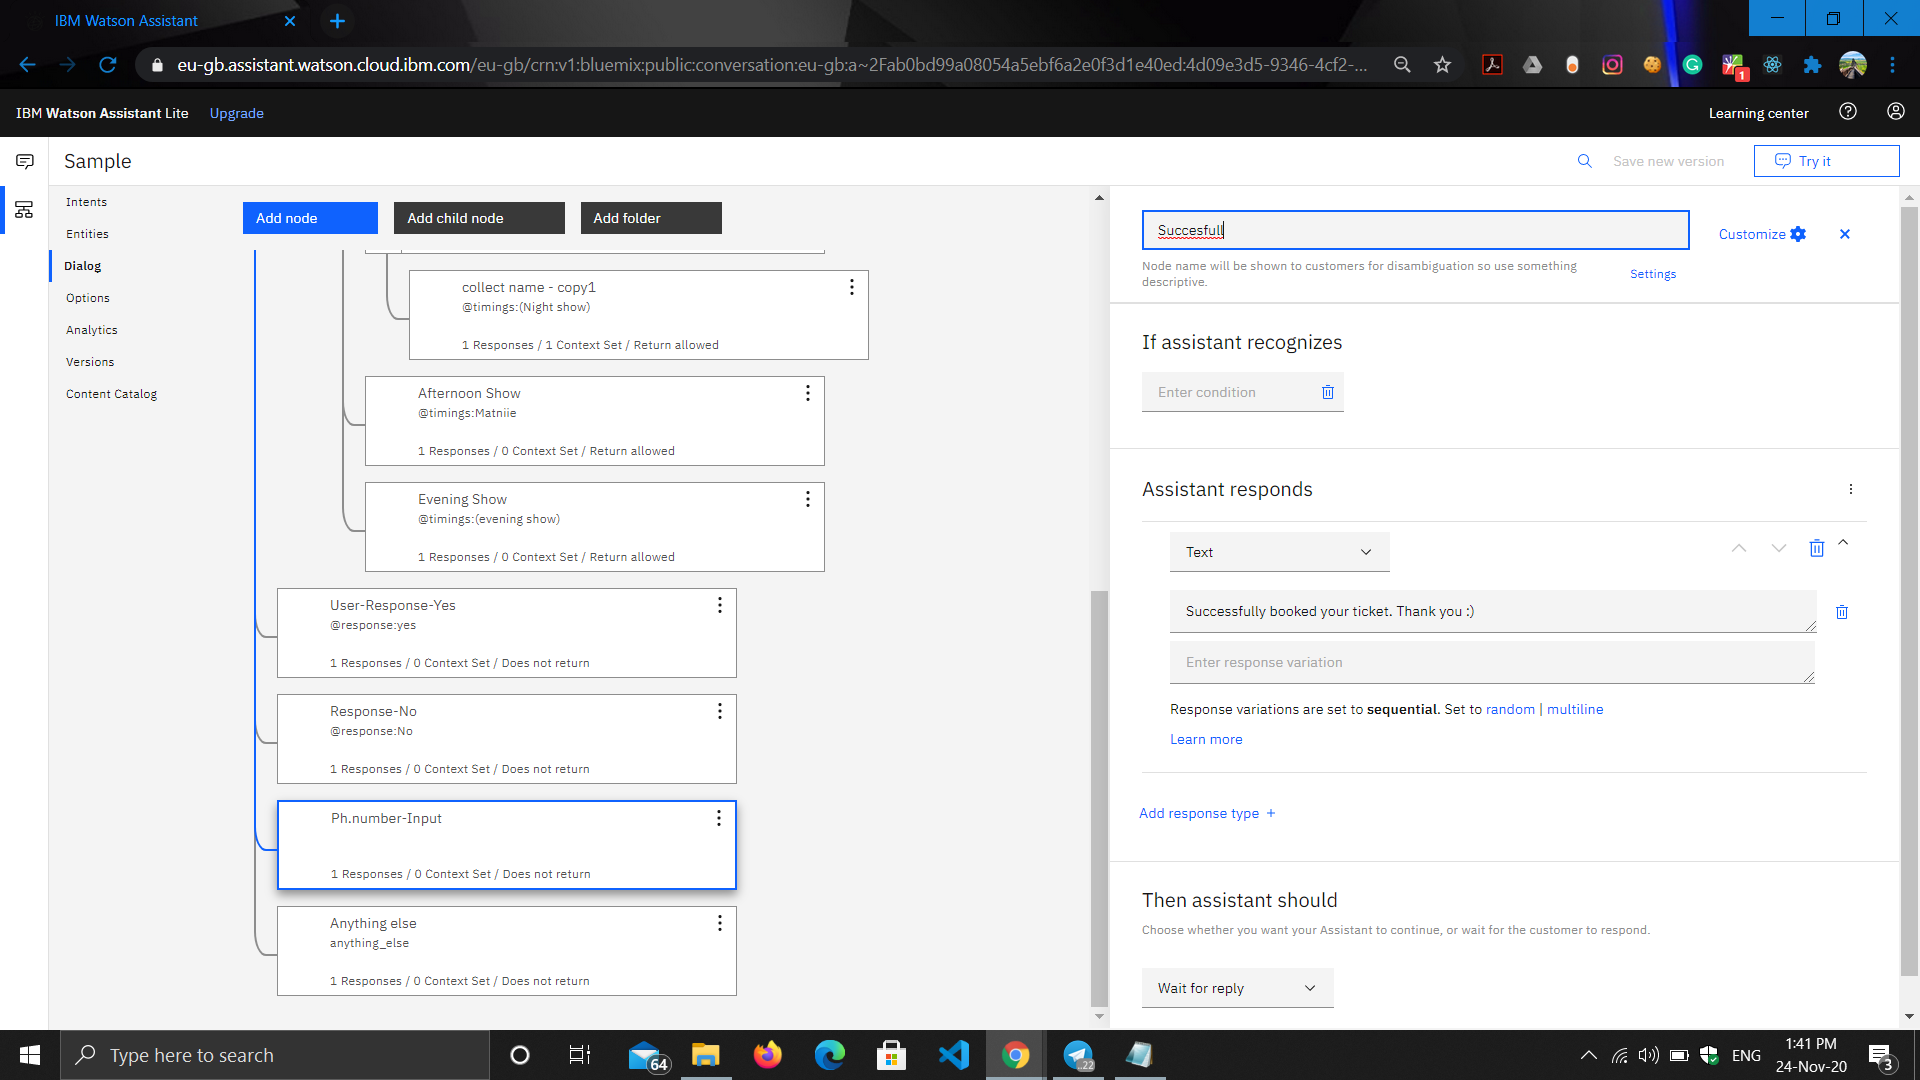 IBM Watson Assistant
eu-gb.assistant.watson.cloud.ibm.com/eu-gb/crn:v1:bluemix:public:conversation:eu-gb:a~2Fab0bd99a08054a5ebf6a2e0f3d1e40ed:4d09e3d5-9346-4cf2-...
1
IBM Watson Assistant Lite Upgrade
Learning center
Sample
Save new version
Try it
Intents
Entities
Dialog
Options
Analytics
Versions
Content Catalog
Add node
Add child node
Add folder
collect name - copy1
@timings:(Night show)
1 Responses / 1 Context Set / Return allowed
Afternoon Show
@timings:Matniie
1 Responses / 0 Context Set / Return allowed
Evening Show
@timings:(evening show)
1 Responses / 0 Context Set / Return allowed
User-Response-Yes
@response:yes
1 Responses / 0 Context Set / Does not return
Response-No
@response:No
1 Responses / 0 Context Set / Does not return
Ph.number-Input
1 Responses / 0 Context Set / Does not return
Anything else
anything_else
1 Responses / 0 Context Set / Does not return
Succesfull
Customize
Node name will be shown to customers for disambiguation so use something
descriptive.
Settings
If assistant recognizes
Enter condition
Assistant responds
Text
Successfully booked your ticket. Thank you :)
Enter response variation
Response variations are set to sequential. Set to random | multiline
Learn more
Add response type +
Then assistant should
Choose whether you want your Assistant to continue, or wait for the customer to respond.
Wait for reply
Type here to search
64
22
ENG
1:41 PM
24-Nov-20
3